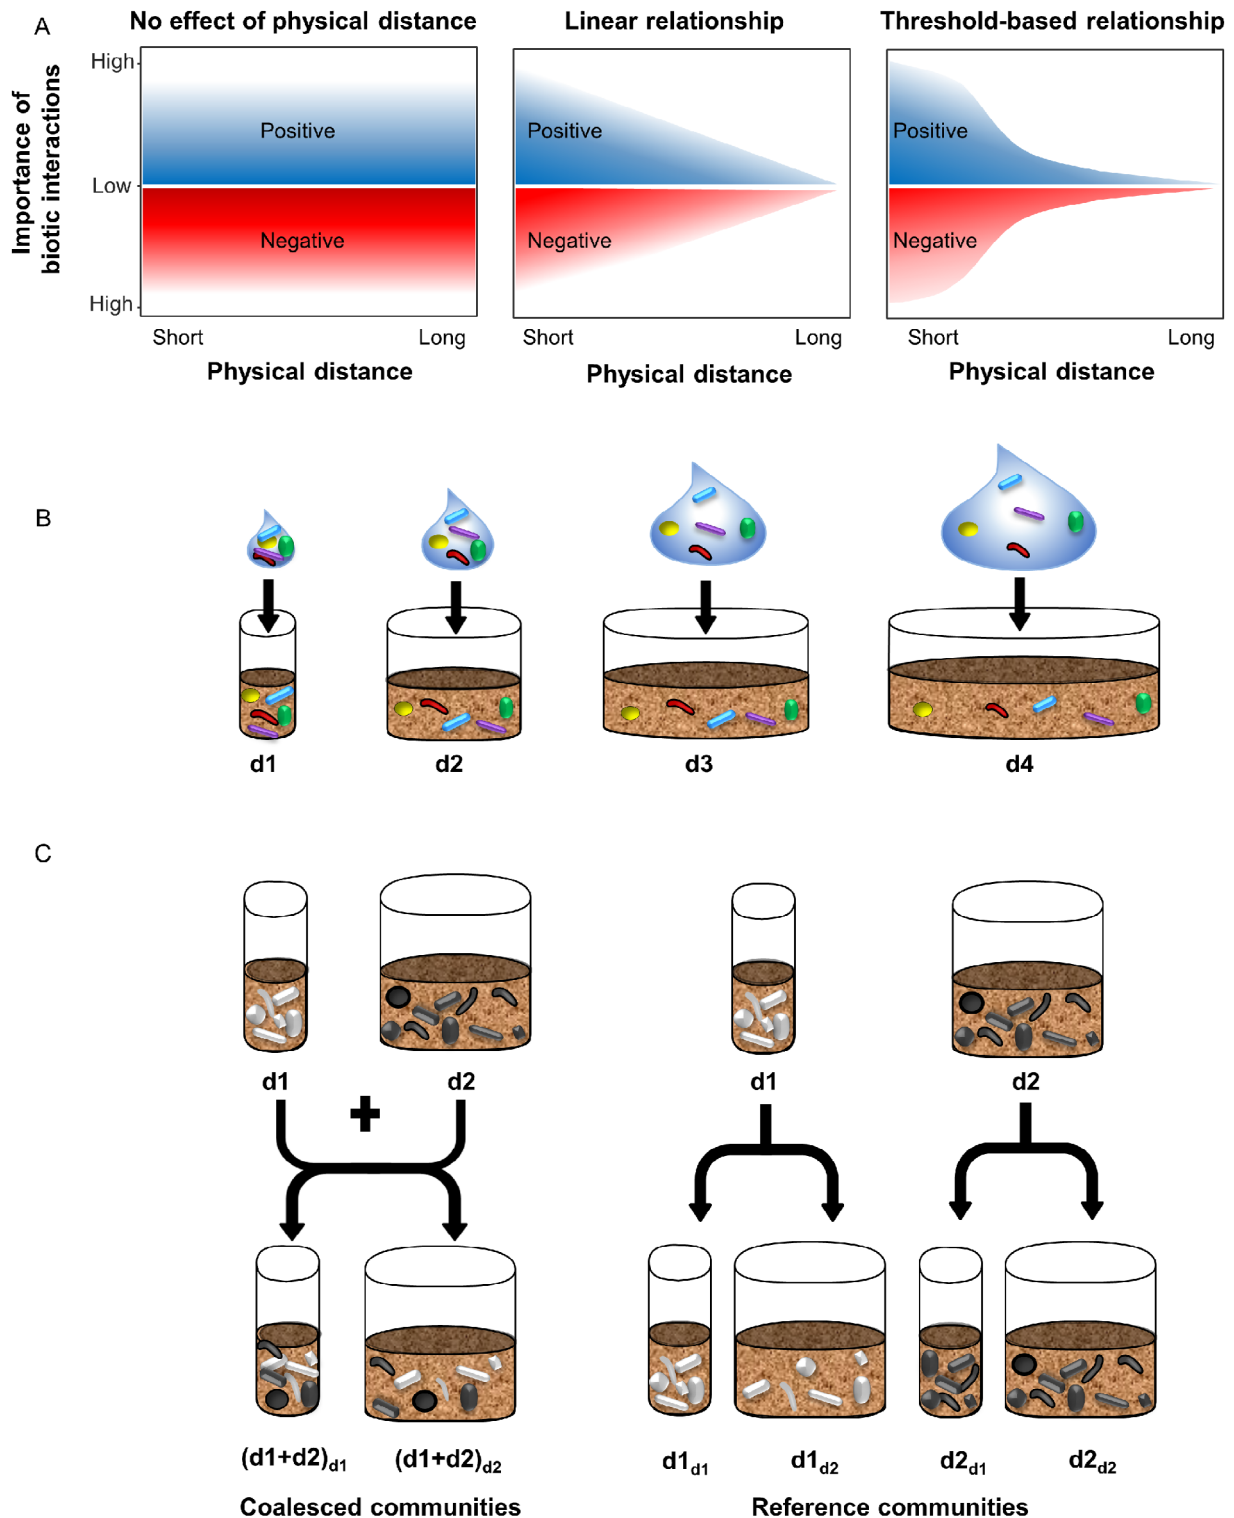 A
No effect of physical distance
Linear relationship
Threshold-based relationship
Importance of
biotic interactions
High
Low
High
Positive
Negative
Positive
Negative
Positive
Negative
Short
Long
Short
Long
Short
Long
Physical distance
Physical distance
Physical distance
B
d1
d2
d3
d4
C
d1
d2
d1
d2
+
(d1+d2)d1
(d1+d2)d2
d1d1
d1d2
d2d1
d2d2
Coalesced communities
Reference communities